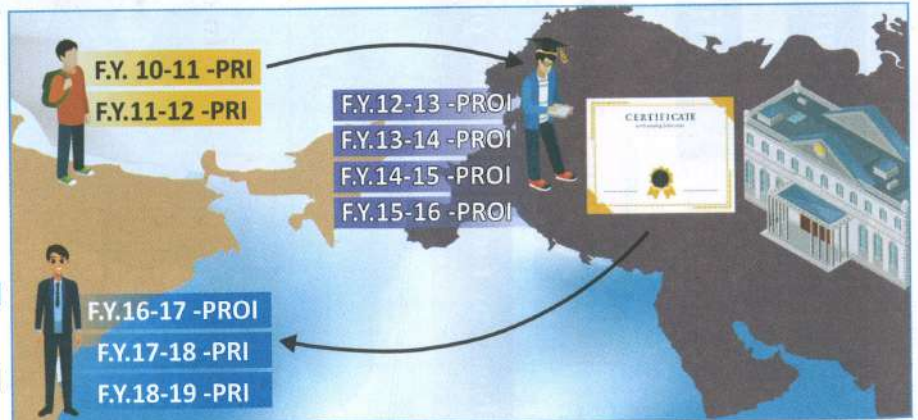 F.Y. 10-11 -PRI
F.Y.11-12 -PRI
F.Y.12-13 -PROI
F.Y.13-14 -PROI
F.Y.14-15 -PROI
F.Y.15-16 -PROI
CERTIFICATE
F.Y.16-17 -PROI
F.Y.17-18 -PRI
F.Y.18-19 -PRI